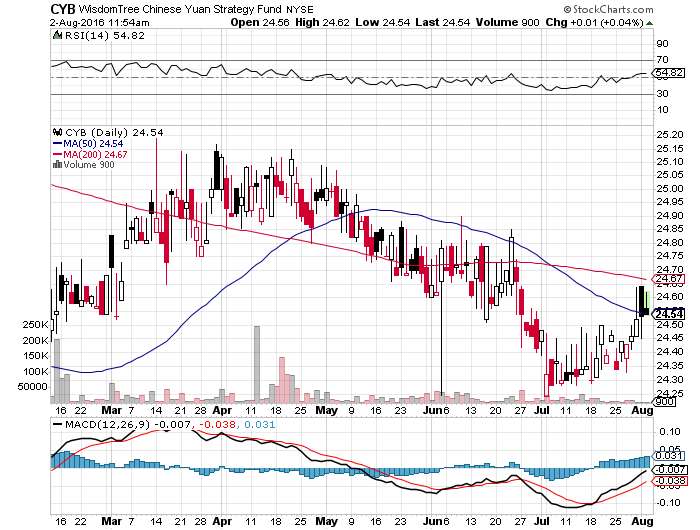 CYB WisdomTree Chinese Yuan Strategy Fund NYSE © StockCharts.com
2-Aug-2016 11:54am Open 24.56 High 24.62 Low 24.54 Last 24.54 Volume 900 Chg +0.01 (+0.04%)
RSI(14) 54.82
90
70
54.82
50
30
10
CYB (Daily) 24.54
MA(50) 24.54
MA(200) 24.67
Volume 900
25.20
25.15
25.10
25.05
25.00
24.95
24.90
24.85
24.80
24.75
24.70
24.67
24.60
24.54
24.50
24.45
24.40
24.35
24.30
24.25
250K
200K
150K
100K
50000
900
16 22 Mar 7 14 21 28 Apr 11 18 25 May 9 16 23 Jun 6 13 20 27 Jul 11 18 25 Aug
MACD(12,26,9) -0.007, -0.038, 0.031
0.10
0.05
0.031
-0.007
-0.038
-0.10
16 22 Mar 7 14 21 28 Apr 11 18 25 May 9 16 23 Jun 6 13 20 27 Jul 11 18 25 Aug